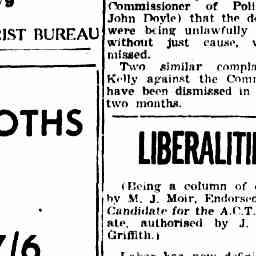 IST BUREAU
OTHS
7/6
Commissioner of Poli
John Doyle) that the d
were being unlawfully
without just cause, v
missed.
Two similar compla
Kelly against the Comm
have been dismissed in
two months.
LIBERALITI
(Being a column of
by M. J. Moir, Endorsed
Candidate for the A.C.T.
ate, authorised by J.
Griffith.)